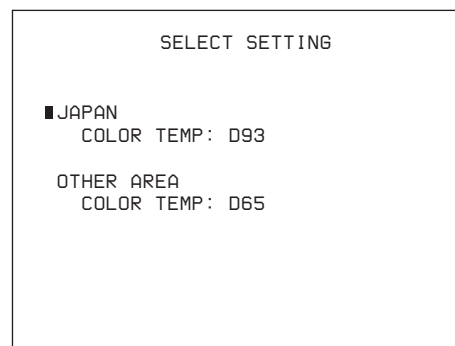 SELECT SETTING
JAPAN
COLOR TEMP: D93
OTHER AREA
COLOR TEMP: D65